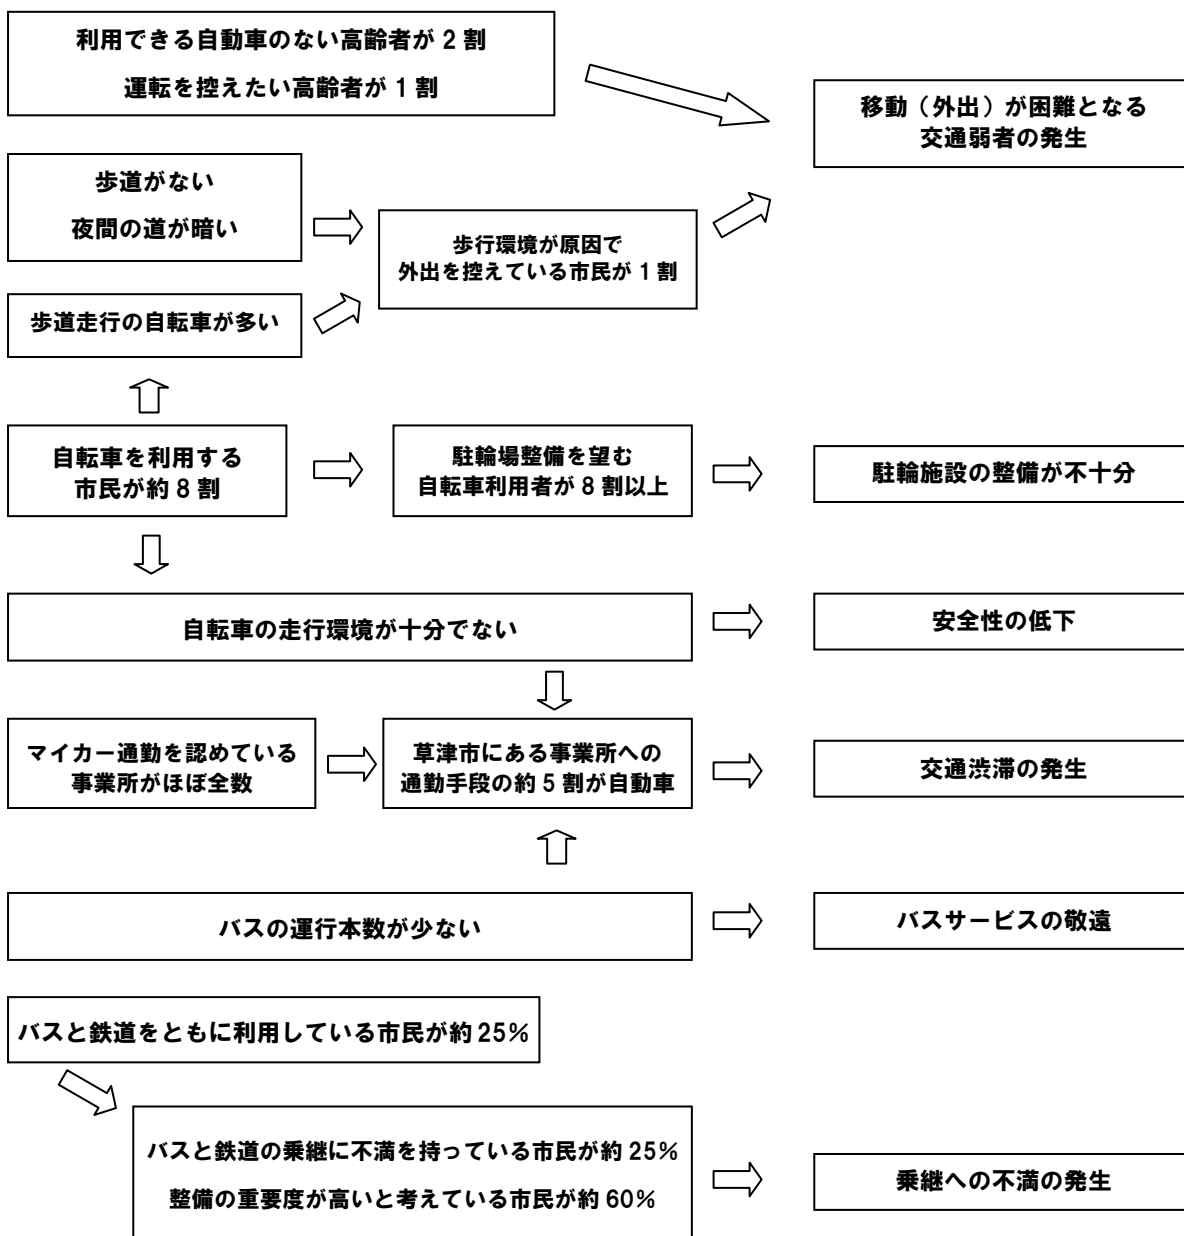 利用できる自動車のない高齢者が 2 割
運転を控えたい高齢者が 1 割
移動（外出）が困難となる
交通弱者の発生
歩道がない
夜間の道が暗い
歩行環境が原因で
外出を控えている市民が 1 割
歩道走行の自転車が多い
自転車を利用する
市民が約 8 割
駐輪場整備を望む
自転車利用者が 8 割以上
駐輪施設の整備が不十分
自転車の走行環境が十分でない
安全性の低下
マイカー通勤を認めている
事業所がほぼ全数
草津市にある事業所への
通勤手段の約 5 割が自動車
交通渋滞の発生
バスの運行本数が少ない
バスサービスの敬遠
バスと鉄道をともに利用している市民が約 25%
バスと鉄道の乗継に不満を持っている市民が約 25%
整備の重要度が高いと考えている市民が約 60%
乗継への不満の発生